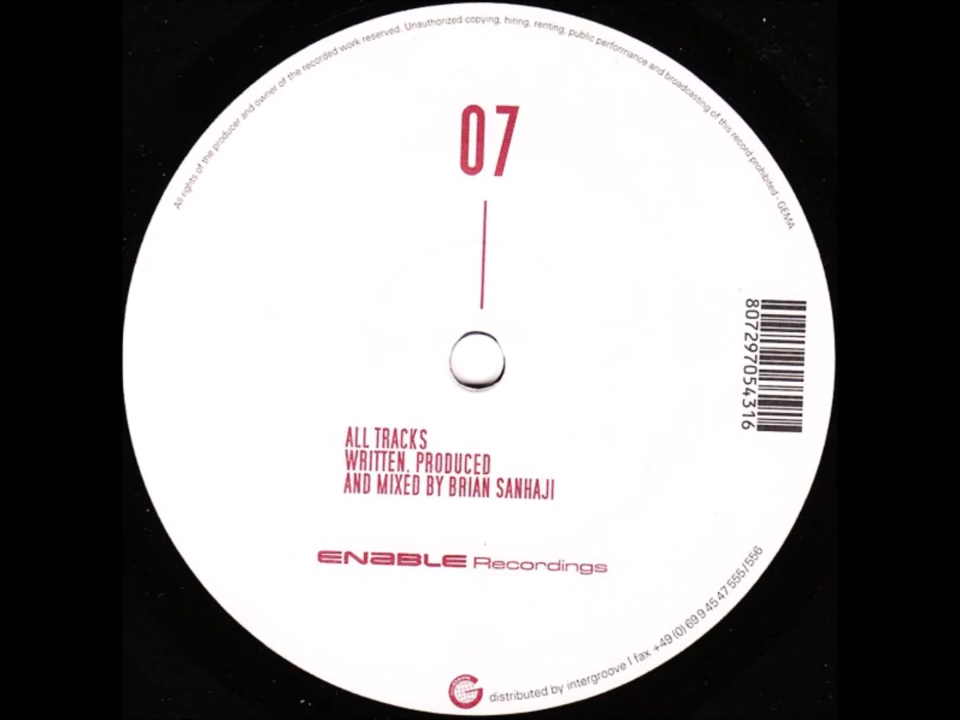 All rights of the producer and owner of the recorded work reserved. Unauthorized copying, hiring, renting, public performance and broadcasting of this record prohibited - GEMA
07
807297054316
ALL TRACKS
WRITTEN, PRODUCED
AND MIXED BY BRIAN SANHAJI
ENABLE Recordings
distributed by intergroove | fax +49 (0) 69 9 45 47 555 / 556